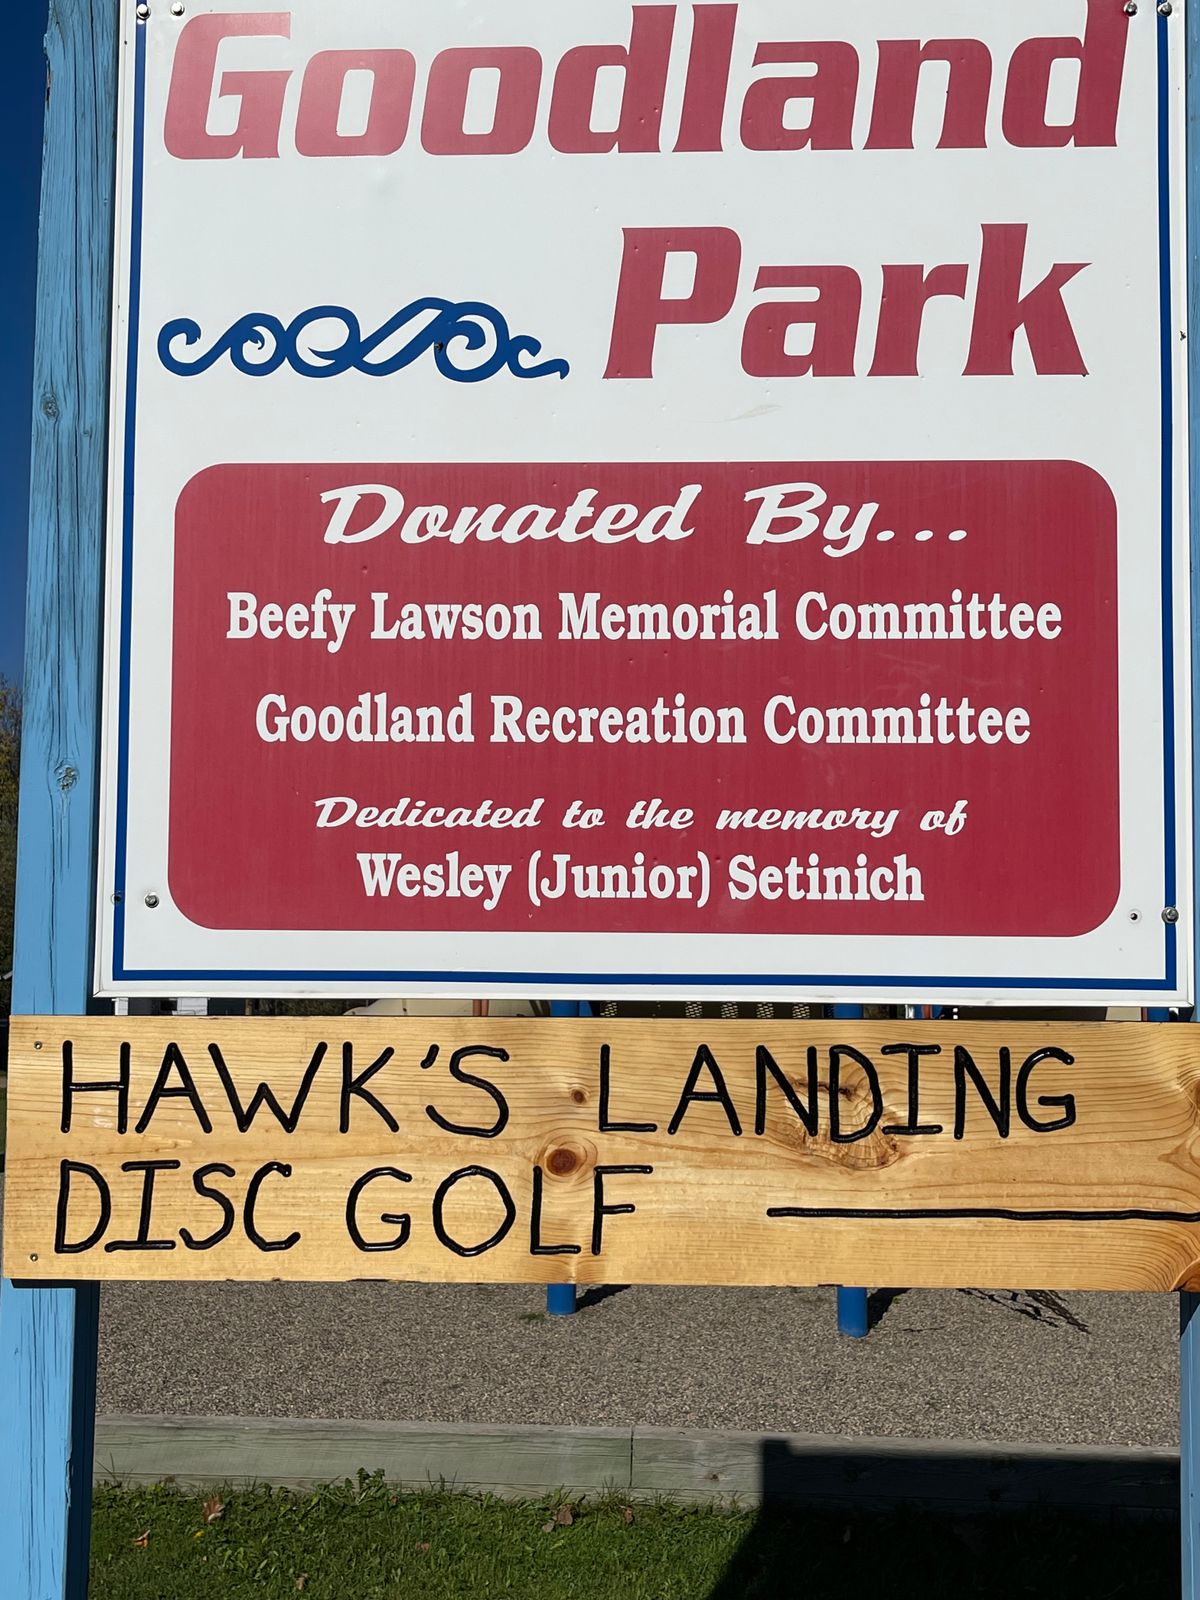 Goodland
Park
Donated By...
Beefy Lawson Memorial Committee
Goodland Recreation Committee
Dedicated to the memory of
Wesley (Junior) Setinich
HAWK'S LANDING
DISC GOLF